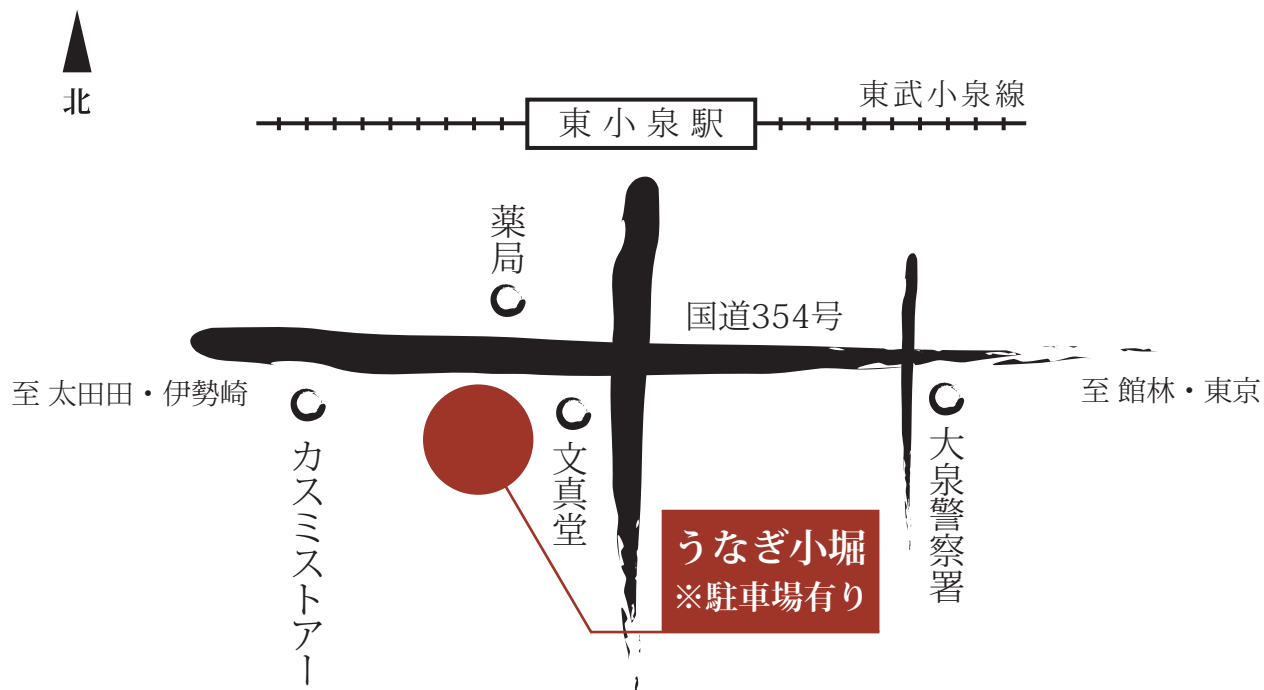 北
東武小泉線
東小泉駅
薬局
国道354号
至 太田田・伊勢崎
至 館林・東京
カスミストアー
文真堂
大泉警察署
うなぎ小堀
※駐車場有り